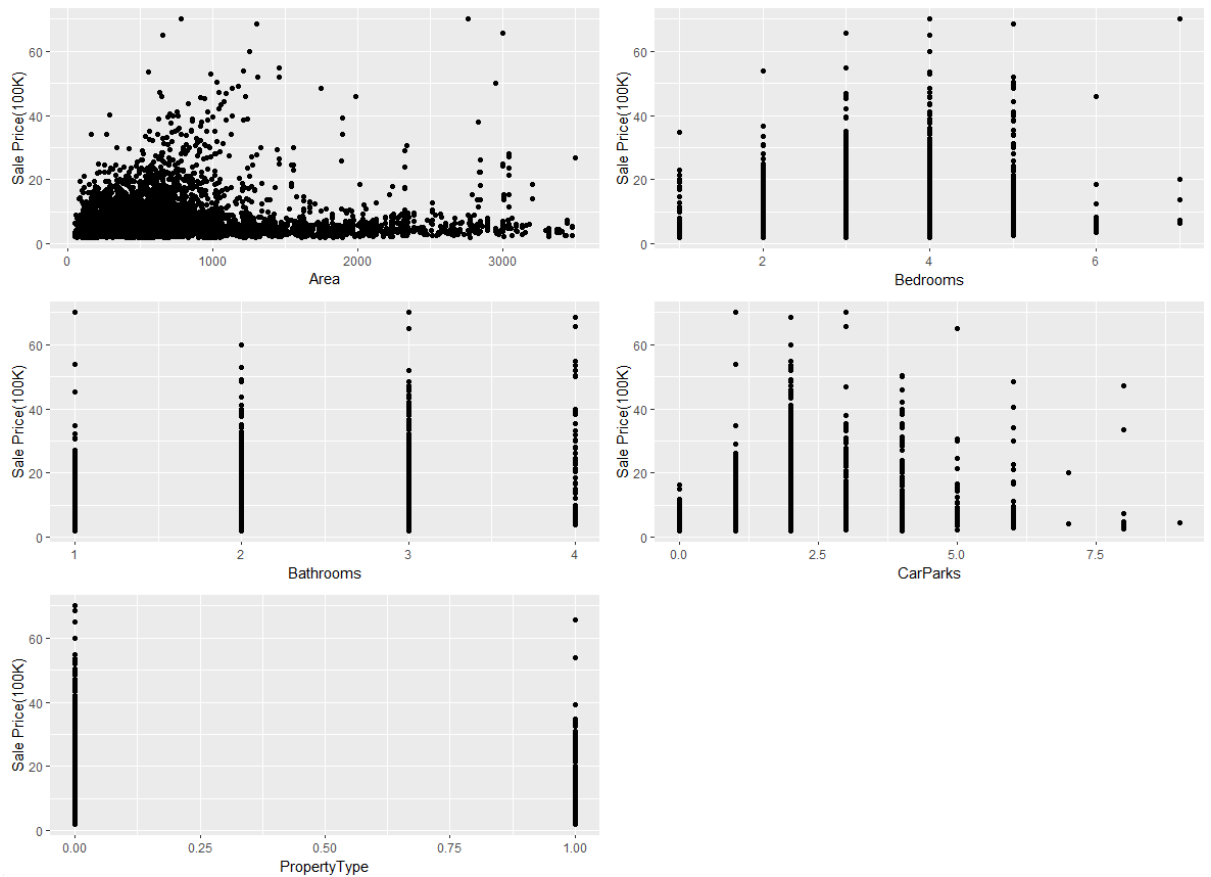 Sale Price(100K)
60
40
20
0
0 1000 2000 3000
Area
Sale Price(100K)
60
40
20
0
2 4 6
Bedrooms
Sale Price(100K)
60
40
20
0
1 2 3 4
Bathrooms
Sale Price(100K)
60
40
20
0
0.0 2.5 5.0 7.5
CarParks
Sale Price(100K)
60
40
20
0
0.00 0.25 0.50 0.75 1.00
PropertyType